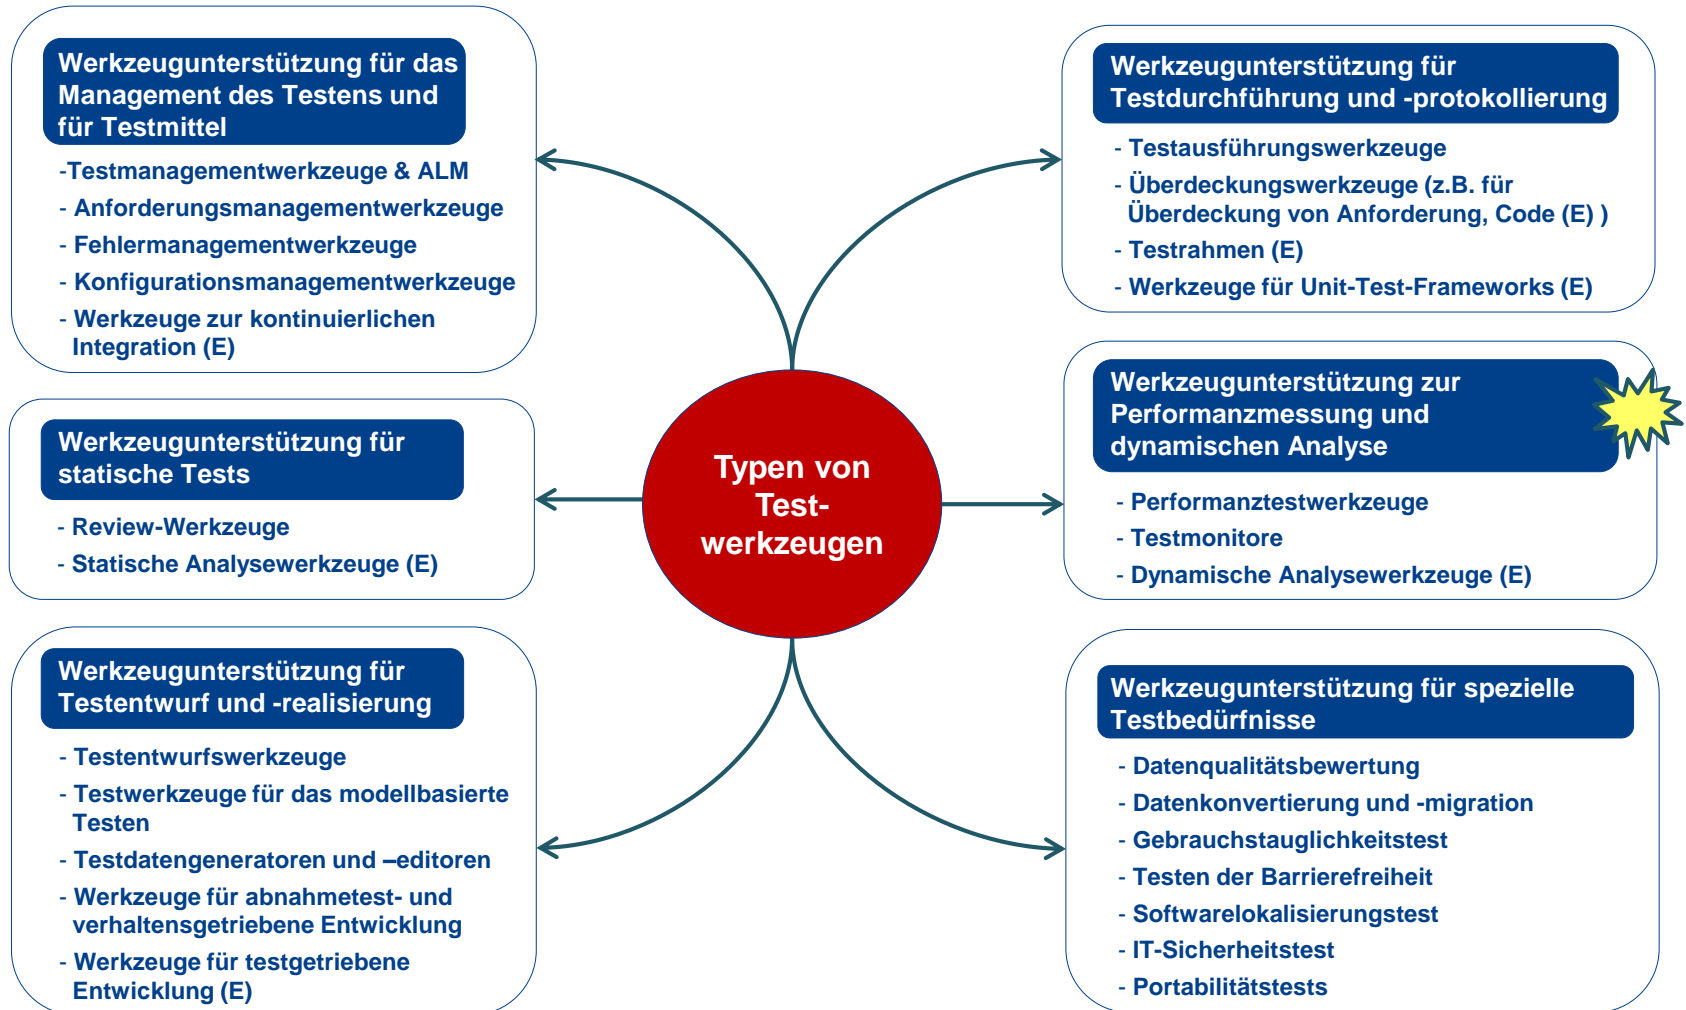 Werkzeugunterstützung für das
Management des Testens und
für Testmittel
-Testmanagementwerkzeuge & ALM
- Anforderungsmanagementwerkzeuge
- Fehlermanagementwerkzeuge
- Konfigurationsmanagementwerkzeuge
- Werkzeuge zur kontinuierlichen
Integration (E)
Werkzeugunterstützung für
statische Tests
- Review-Werkzeuge
- Statische Analysewerkzeuge (E)
Werkzeugunterstützung für
Testentwurf und -realisierung
- Testentwurfswerkzeuge
- Testwerkzeuge für das modellbasierte
Testen
- Testdatengeneratoren und –editoren
- Werkzeuge für abnahmetest- und
verhaltensgetriebene Entwicklung
- Werkzeuge für testgetriebene
Entwicklung (E)
Typen von
Test-
werkzeugen
Werkzeugunterstützung für
Testdurchführung und -protokollierung
- Testausführungswerkzeuge
- Überdeckungswerkzeuge (z.B. für
Überdeckung von Anforderung, Code (E) )
- Testrahmen (E)
- Werkzeuge für Unit-Test-Frameworks (E)
Werkzeugunterstützung zur
Performanzmessung und
dynamischen Analyse
- Performanztestwerkzeuge
- Testmonitore
- Dynamische Analysewerkzeuge (E)
Werkzeugunterstützung für spezielle
Testbedürfnisse
- Datenqualitätsbewertung
- Datenkonvertierung und -migration
- Gebrauchstauglichkeitstest
- Testen der Barrierefreiheit
- Softwarelokalisierungstest
- IT-Sicherheitstest
- Portabilitätstests